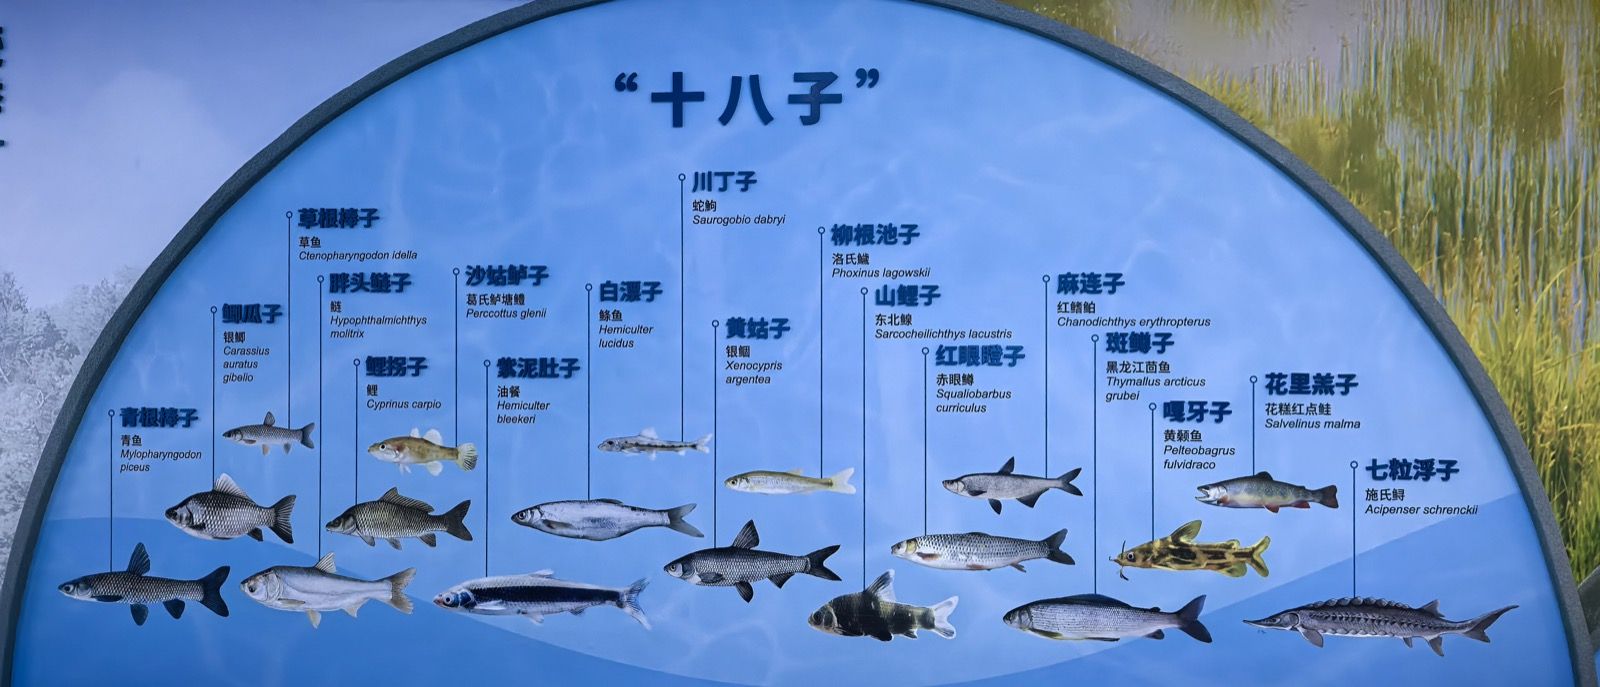 “十八子”
青根棒子
青鱼
Mylopharyngodon
piceus
鲫瓜子
银鲫
Carassius
auratus
gibelio
草根棒子
草鱼
Ctenopharyngodon idella
胖头鲢子
鲢
Hypophthalmichthys
molitrix
鲤拐子
鲤
Cyprinus carpio
沙姑鲈子
葛氏鲈塘鳢
Perccottus glenii
紫泥肚子
油餐
Hemiculter
bleekeri
白漂子
鲦鱼
Hemiculter
lucidus
川丁子
蛇鮈
Saurogobio dabryi
黄姑子
银鲴
Xenocypris
argentea
柳根池子
洛氏鱥
Phoxinus lagowskii
山鲤子
东北鳈
Sarcocheilichthys lacustris
红眼瞪子
赤眼鳟
Squaliobarbus
curriculus
麻连子
红鳍鲌
Chanodichthys erythropterus
斑鳟子
黑龙江茴鱼
Thymallus arcticus
grubei
嘎牙子
黄颡鱼
Pelteobagrus
fulvidraco
花里羔子
花糕红点鲑
Salvelinus malma
七粒浮子
施氏鲟
Acipenser schrenckii